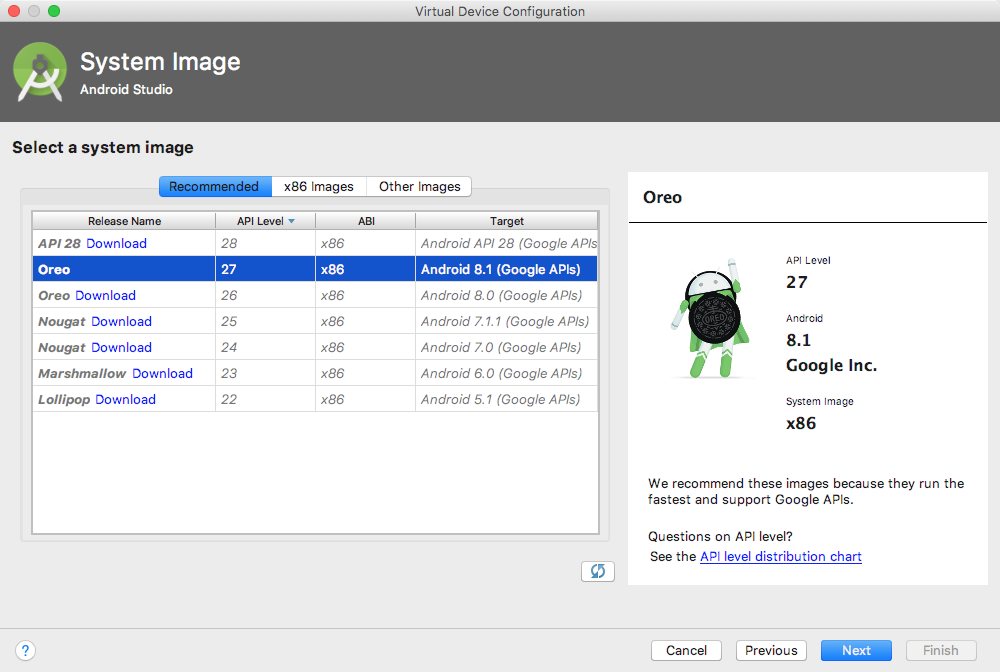 Virtual Device Configuration
System Image
Android Studio
Select a system image
Recommended x86 Images Other Images
Release Name API Level ABI Target
API 28 Download 28 x86 Android API 28 (Google APIs
Oreo 27 x86 Android 8.1 (Google APIs)
Oreo Download 26 x86 Android 8.0 (Google APIs)
Nougat Download 25 x86 Android 7.1.1 (Google APIs)
Nougat Download 24 x86 Android 7.0 (Google APIs)
Marshmallow Download 23 x86 Android 6.0 (Google APIs)
Lollipop Download 22 x86 Android 5.1 (Google APIs)
Oreo
OREO
API Level
27
Android
8.1
Google Inc.
System Image
x86
We recommend these images because they run the
fastest and support Google APIs.
Questions on API level?
See the API level distribution chart
? Cancel Previous Next Finish